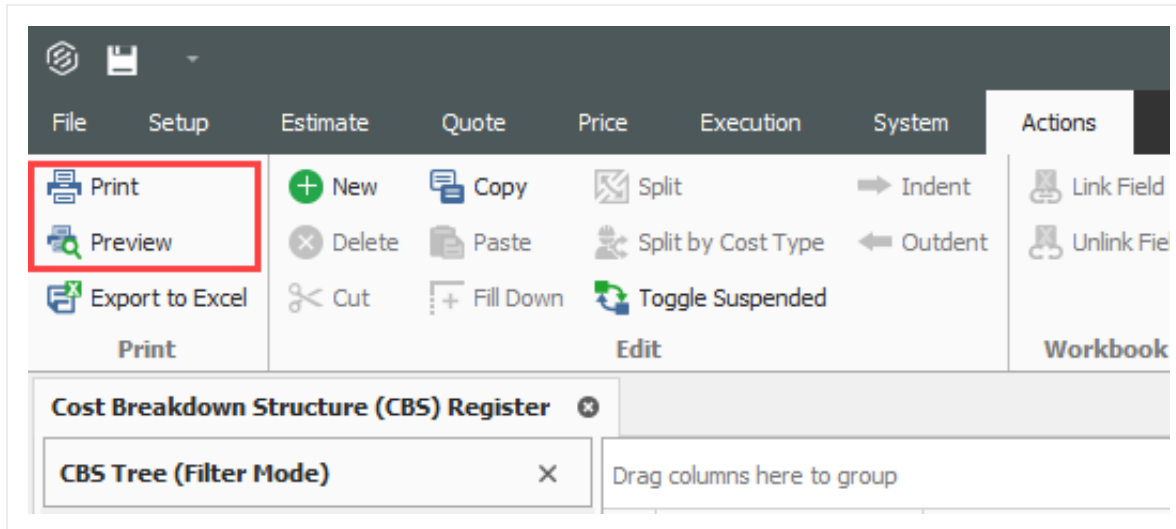 File Setup Estimate Quote Price Execution System Actions
Print New Copy Split Indent Link Field
Preview Delete Paste Split by Cost Type Outdent Unlink Fiel
Export to Excel Cut Fill Down Toggle Suspended
Print Edit Workbook
Cost Breakdown Structure (CBS) Register
CBS Tree (Filter Mode) Drag columns here to group